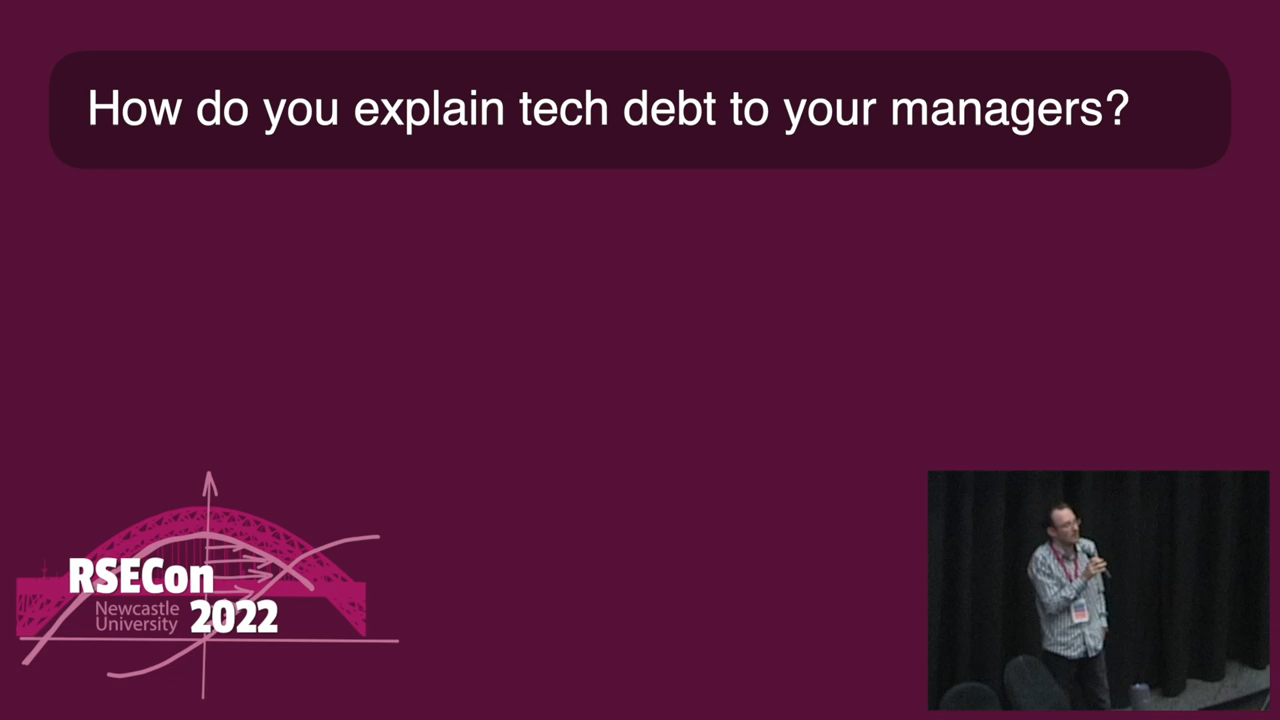 How do you explain tech debt to your managers?
RSECon
Newcastle
University
2022